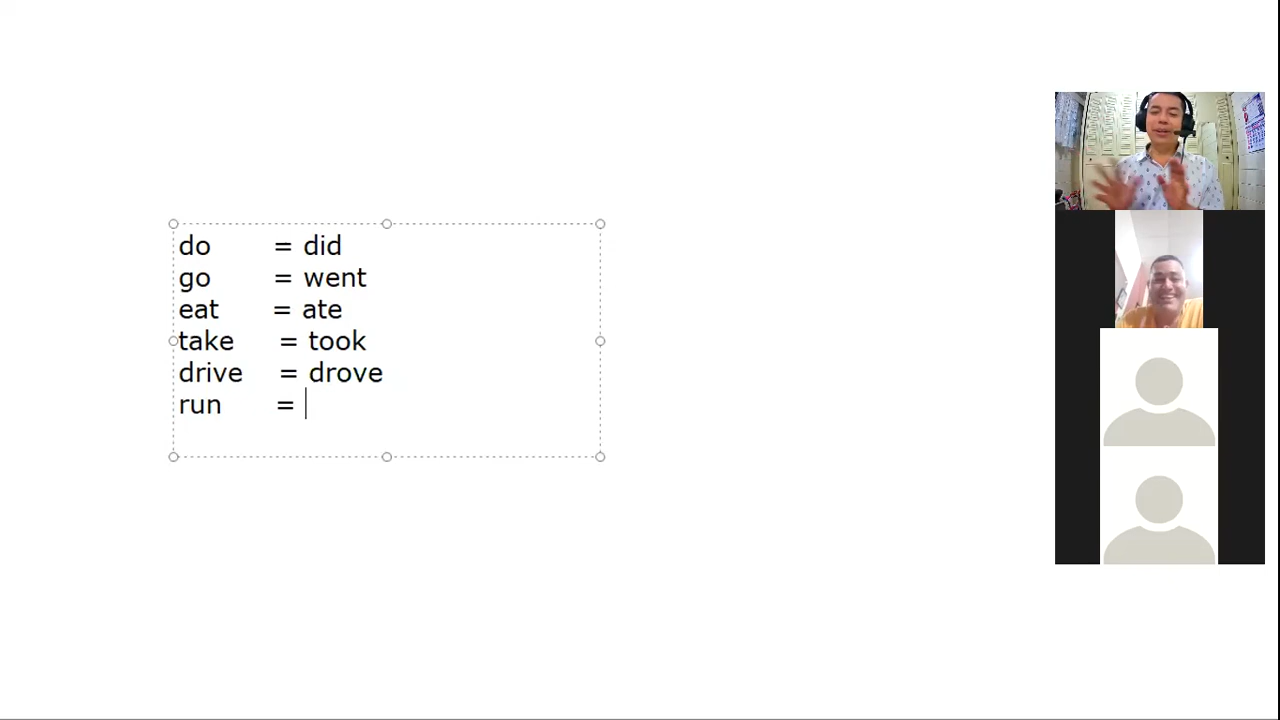 do = did
go = went
eat = ate
take = took
drive = drove
run =